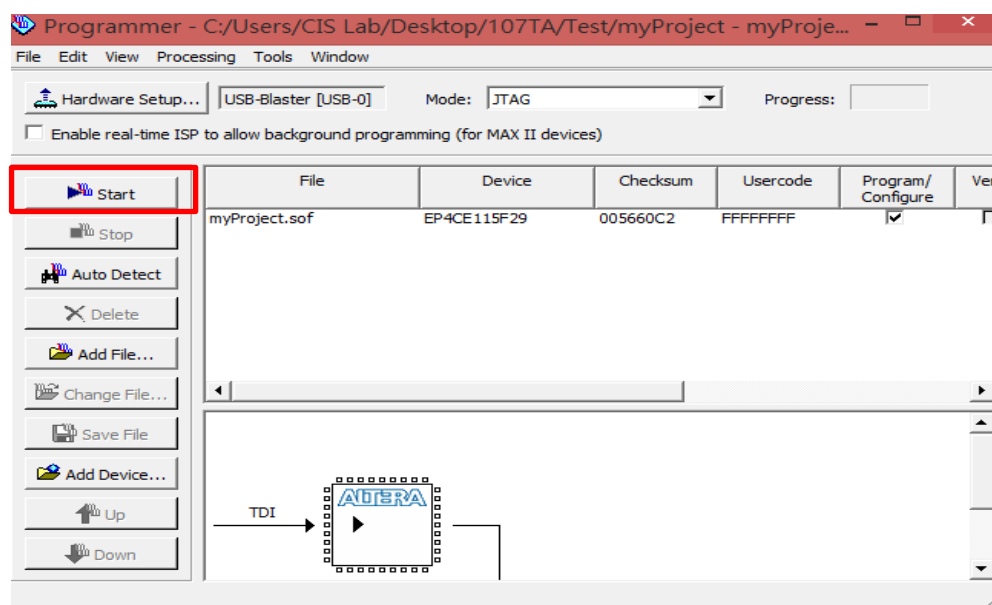 Programmer - C:/Users/CIS Lab/Desktop/107TA/Test/myProject - myProje...
File Edit View Processing Tools Window
Hardware Setup... USB-Blaster [USB-0] Mode: JTAG Progress:
Enable real-time ISP to allow background programming (for MAX II devices)
Start
Stop
Auto Detect
Delete
Add File...
Change File...
Save File
Add Device...
Up
Down
File Device Checksum Usercode Program/ Ver
Configure
myProject.sof EP4CE115F29 005660C2 FFFFFFFF
ALTERA
TDI